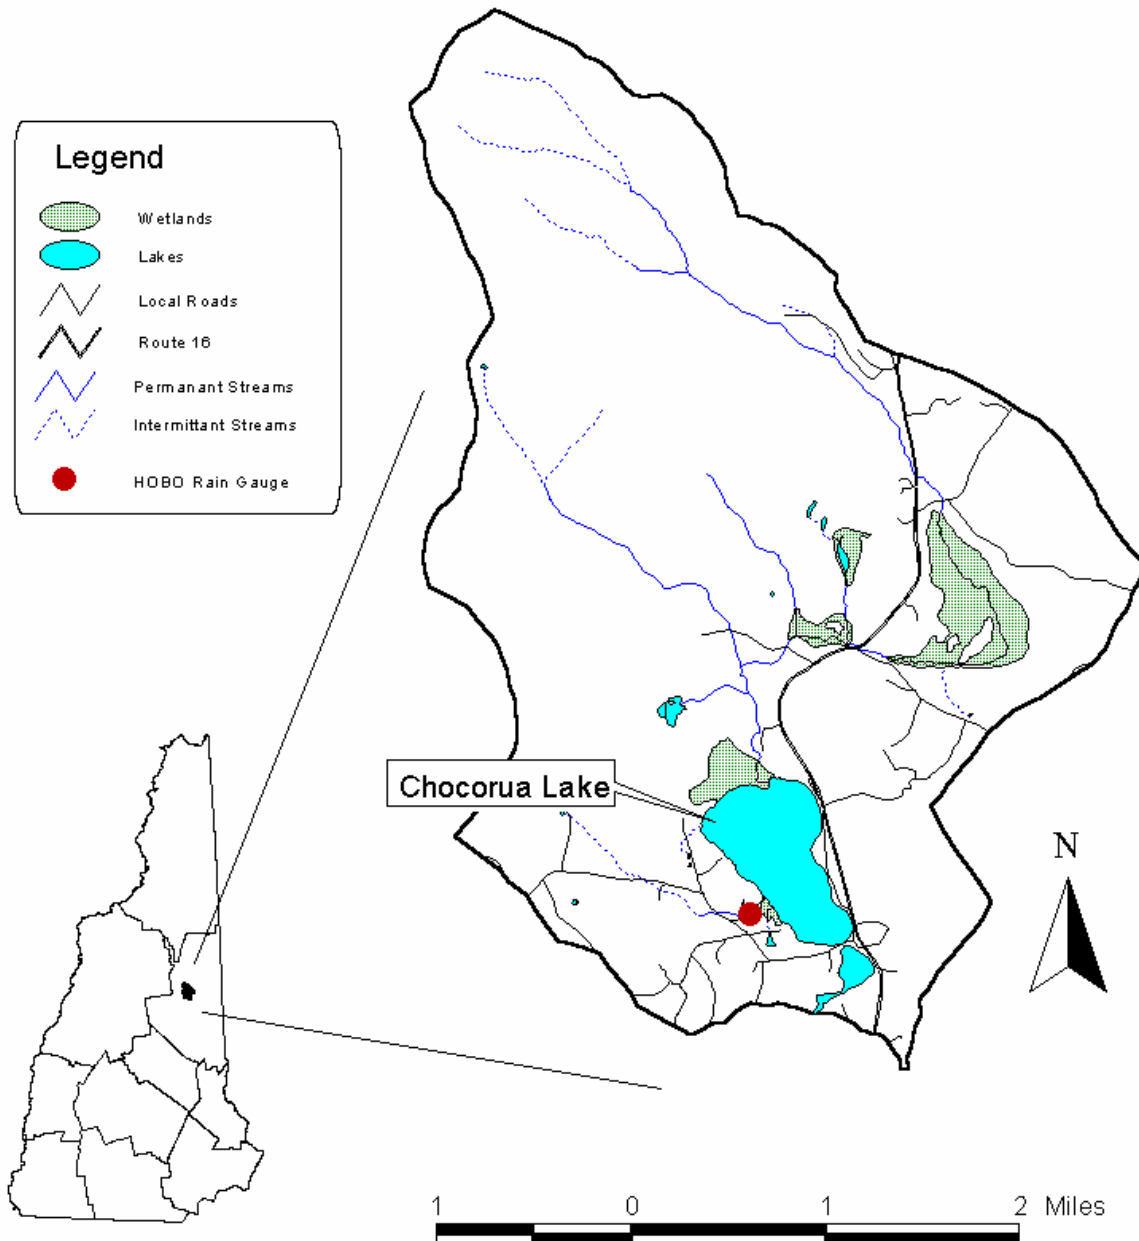 Legend
Wetlands
Lakes
Local Roads
Route 16
Permanant Streams
Intermittant Streams
HOBO Rain Gauge
Chocorua Lake
N
1 0 1 2 Miles